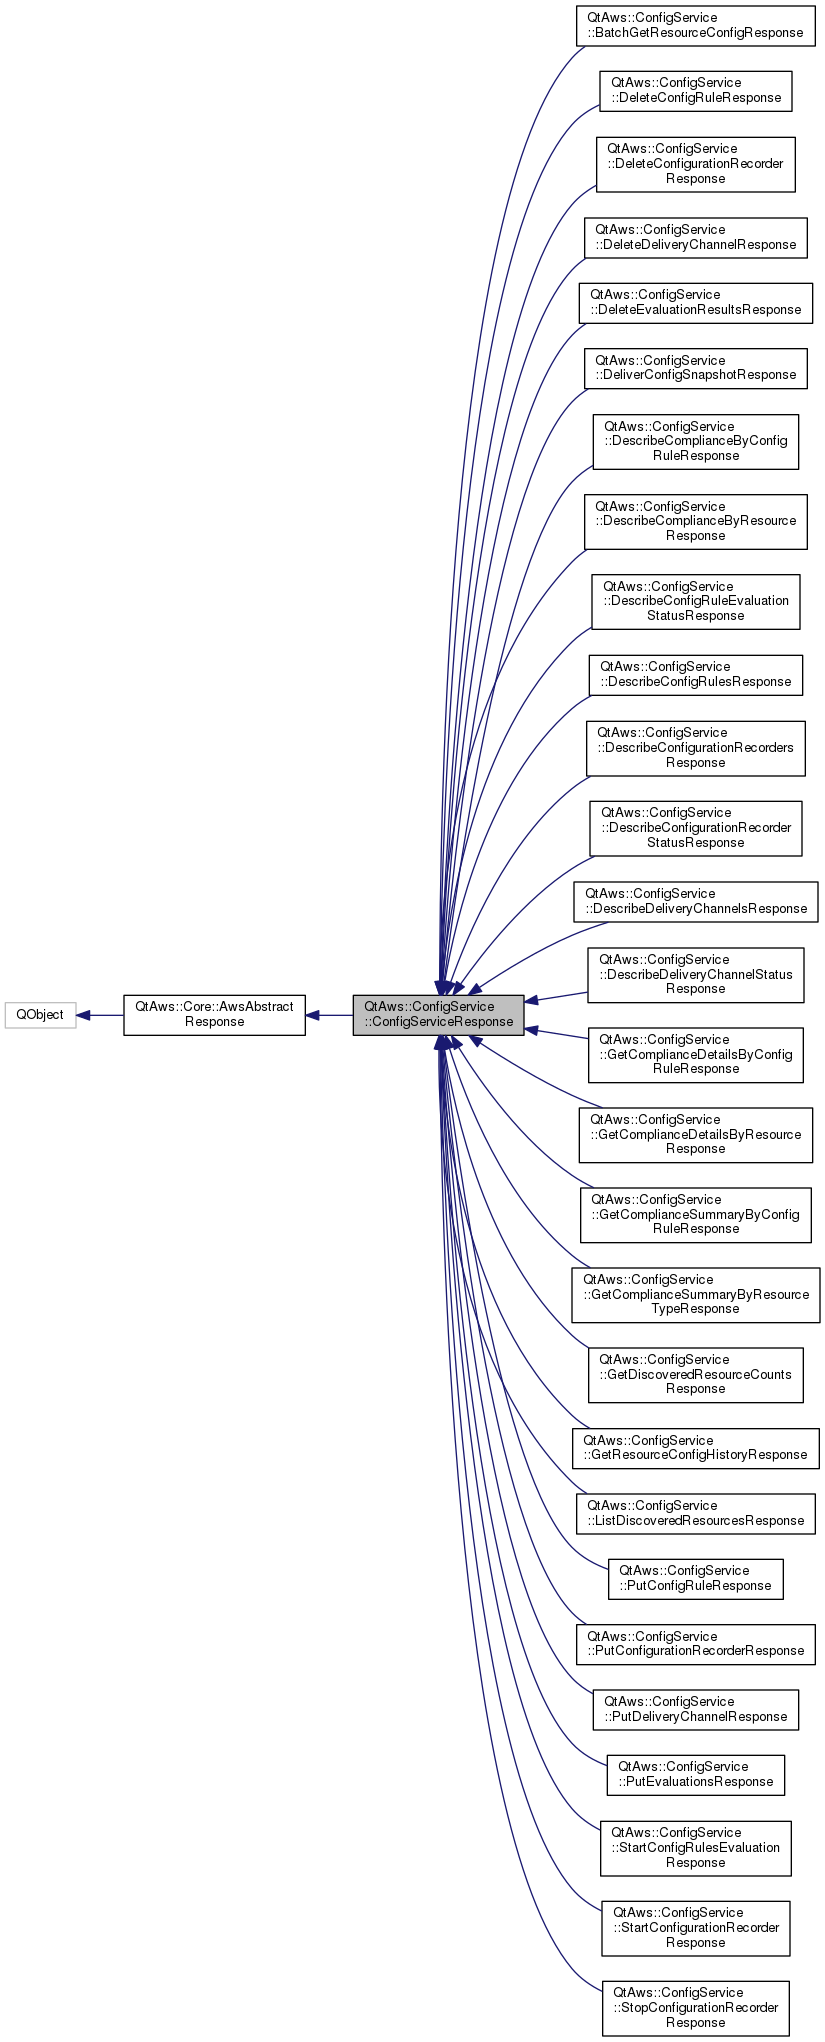 QtAws::ConfigService
::BatchGetResourceConfigResponse
QtAws::ConfigService
::DeleteConfigRuleResponse
QtAws::ConfigService
::DeleteConfigurationRecorder
Response
QtAws::ConfigService
::DeleteDeliveryChannelResponse
QtAws::ConfigService
::DeleteEvaluationResultsResponse
QtAws::ConfigService
::DeliverConfigSnapshotResponse
QtAws::ConfigService
::DescribeComplianceByConfig
RuleResponse
QtAws::ConfigService
::DescribeComplianceByResource
Response
QtAws::ConfigService
::DescribeConfigRuleEvaluation
StatusResponse
QtAws::ConfigService
::DescribeConfigRulesResponse
QtAws::ConfigService
::DescribeConfigurationRecorders
Response
QtAws::ConfigService
::DescribeConfigurationRecorder
StatusResponse
QtAws::ConfigService
::DescribeDeliveryChannelsResponse
QtAws::ConfigService
::DescribeDeliveryChannelStatus
Response
QObject
QtAws::Core::AwsAbstract
Response
QtAws::ConfigService
::ConfigServiceResponse
QtAws::ConfigService
::GetComplianceDetailsByConfig
RuleResponse
QtAws::ConfigService
::GetComplianceDetailsByResource
Response
QtAws::ConfigService
::GetComplianceSummaryByConfig
RuleResponse
QtAws::ConfigService
::GetComplianceSummaryByResource
TypeResponse
QtAws::ConfigService
::GetDiscoveredResourceCounts
Response
QtAws::ConfigService
::GetResourceConfigHistoryResponse
QtAws::ConfigService
::ListDiscoveredResourcesResponse
QtAws::ConfigService
::PutConfigRuleResponse
QtAws::ConfigService
::PutConfigurationRecorderResponse
QtAws::ConfigService
::PutDeliveryChannelResponse
QtAws::ConfigService
::PutEvaluationsResponse
QtAws::ConfigService
::StartConfigRulesEvaluation
Response
QtAws::ConfigService
::StartConfigurationRecorder
Response
QtAws::ConfigService
::StopConfigurationRecorder
Response